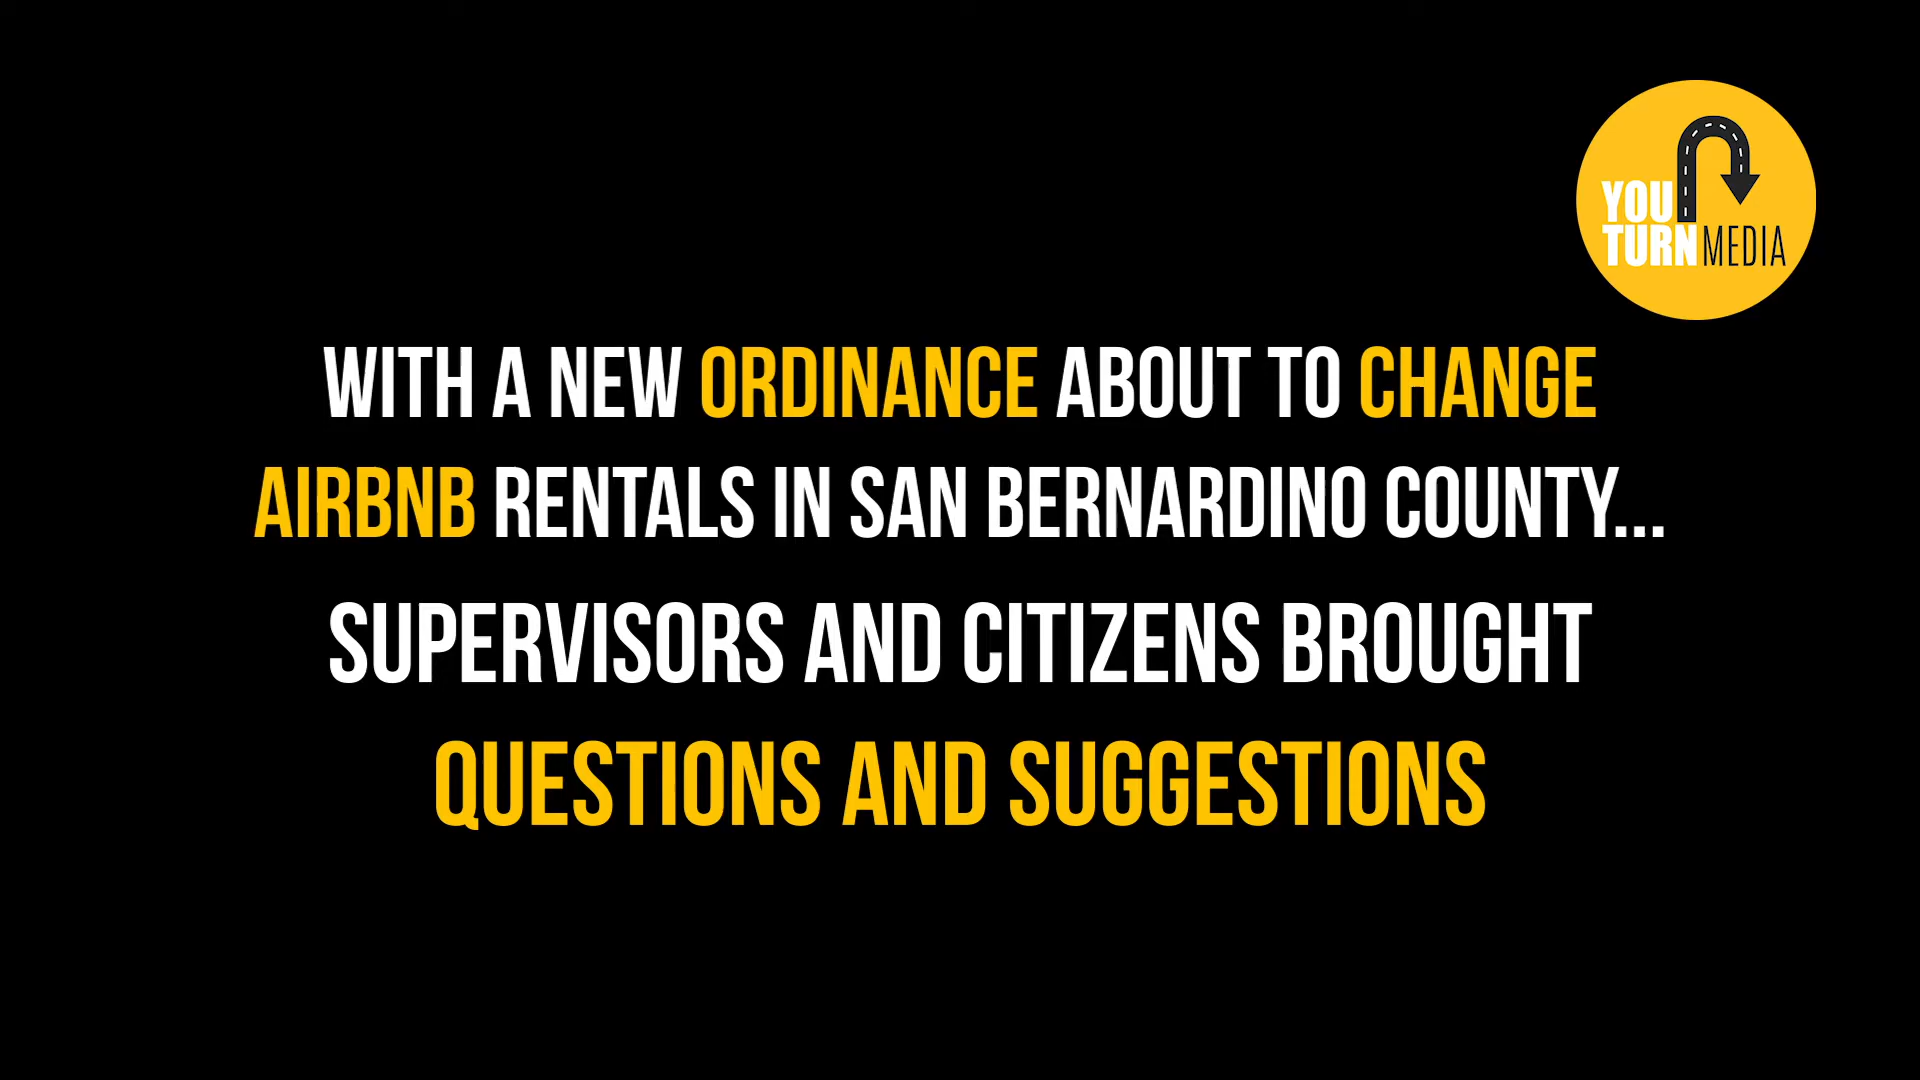 YOU
TURN MEDIA
WITH A NEW ORDINANCE ABOUT TO CHANGE
AIRBNB RENTALS IN SAN BERNARDINO COUNTY...
SUPERVISORS AND CITIZENS BROUGHT
QUESTIONS AND SUGGESTIONS